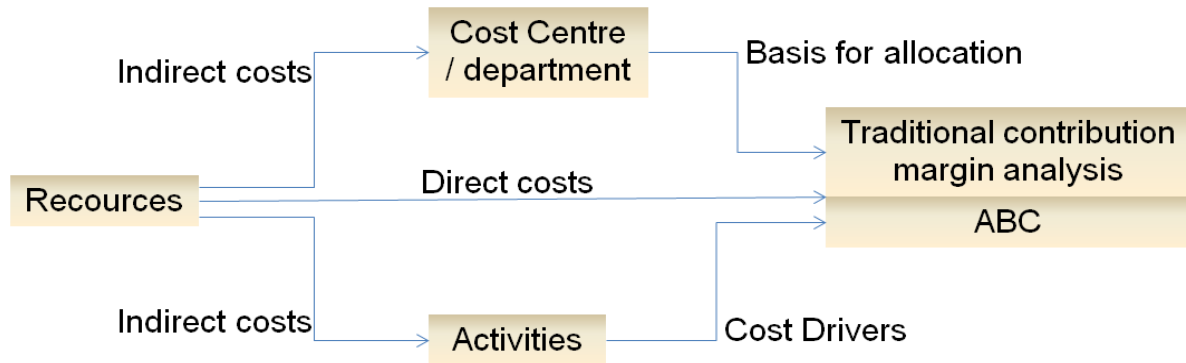 Cost Centre
/ department
Indirect costs
Basis for allocation
Traditional contribution
margin analysis
Direct costs
Recources
ABC
Indirect costs
Activities
Cost Drivers